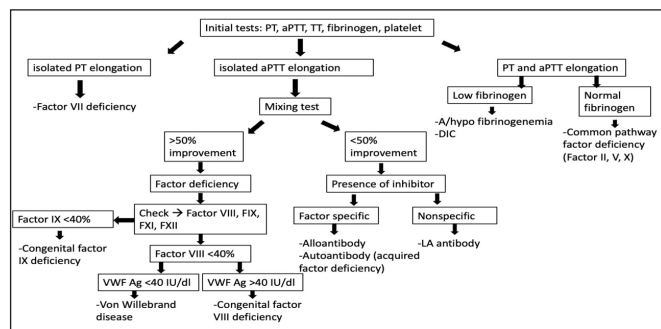 Initial tests: PT, aPTT, TT, fibrinogen, platelet
isolated PT elongation
-Factor VII deficiency
isolated aPTT elongation
Mixing test
>50%
improvement
Factor deficiency
Check → Factor VIII, FIX,
FXI, FXII
Factor IX <40%
-Congenital factor
IX deficiency
Factor VIII <40%
VWF Ag <40 IU/dl
-Von Willebrand
disease
VWF Ag >40 IU/dl
-Congenital factor
VIII deficiency
<50%
improvement
Presence of inhibitor
Factor specific
-Alloantibody
-Autoantibody (acquired
factor deficiency)
Nonspecific
-LA antibody
PT and aPTT elongation
Low fibrinogen
-A/hypo fibrinogenemia
-DIC
Normal
fibrinogen
-Common pathway
factor deficiency
(Factor II, V, X)